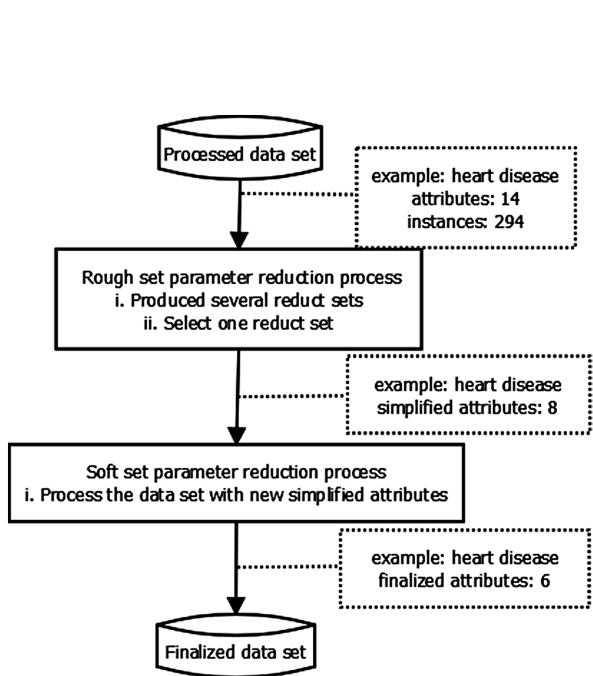 Processed data set
example: heart disease
attributes: 14
instances: 294
Rough set parameter reduction process
i. Produced several reduct sets
ii. Select one reduct set
example: heart disease
simplified attributes: 8
Soft set parameter reduction process
i. Process the data set with new simplified attributes
example: heart disease
finalized attributes: 6
Finalized data set